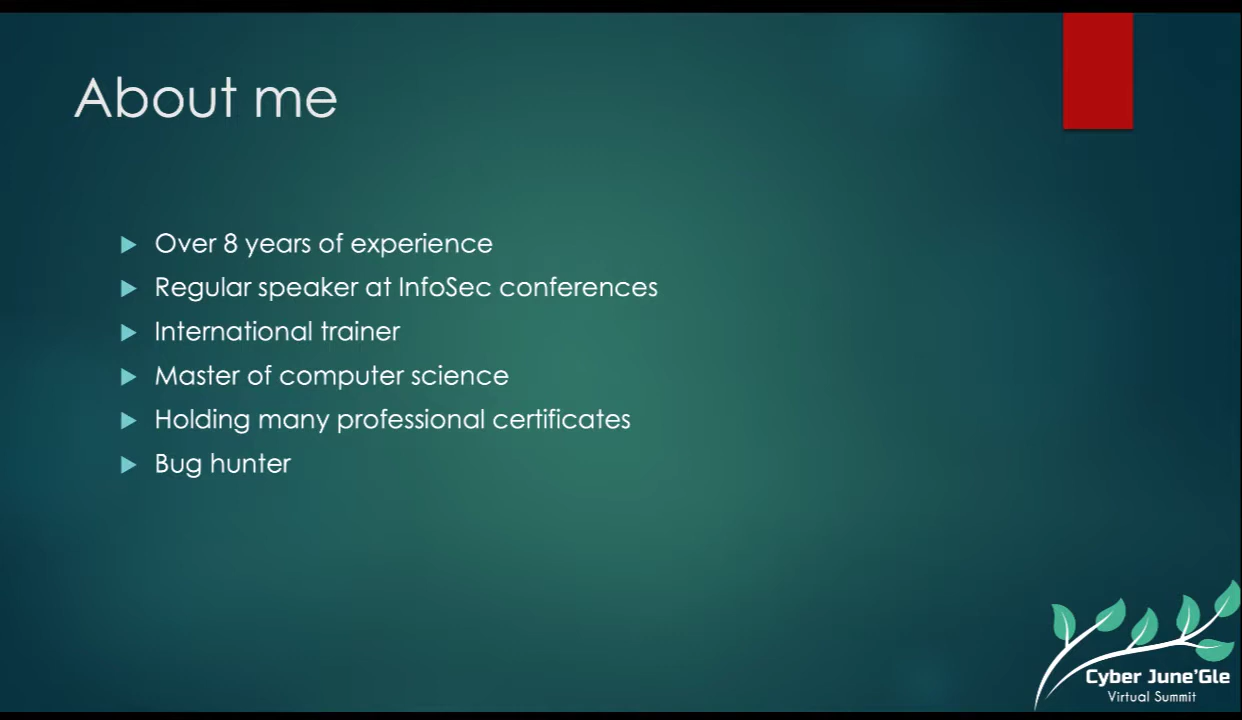 About me
Over 8 years of experience
Regular speaker at InfoSec conferences
International trainer
Master of computer science
Holding many professional certificates
Bug hunter
Cyber June'Gle
Virtual Summit